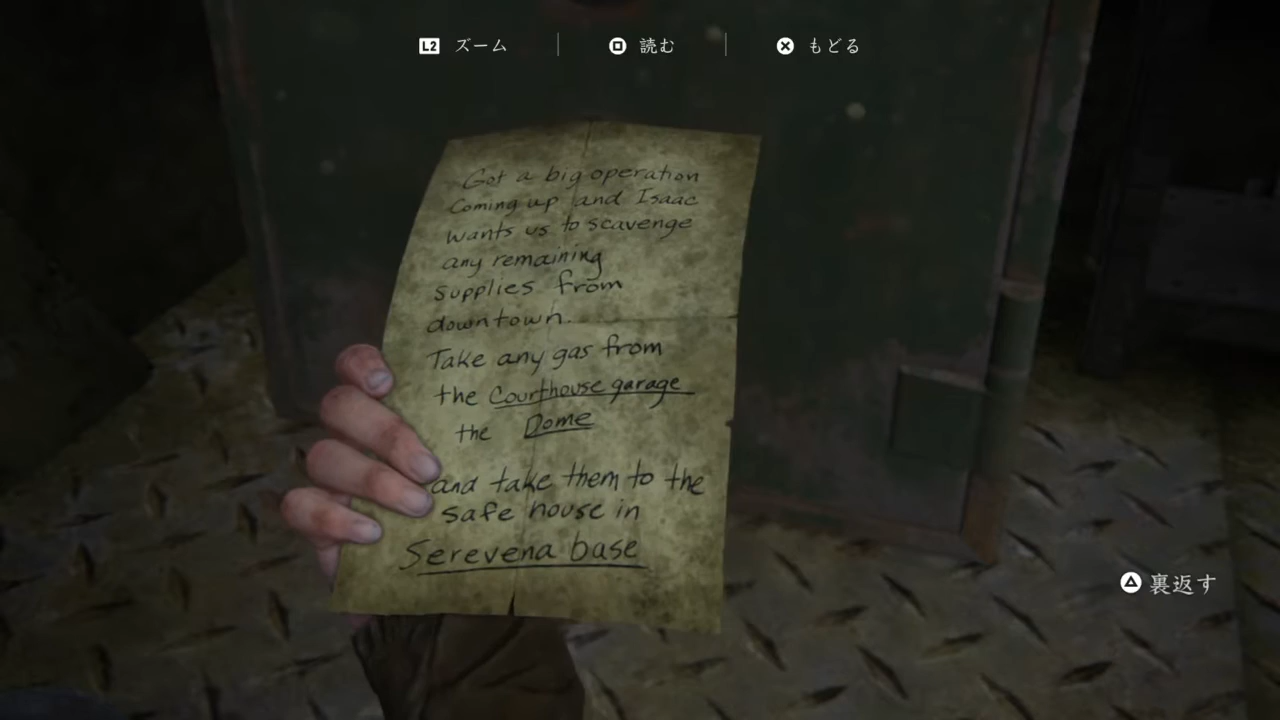 L2 ズーム | 読む | もどる
Got a big operation
Coming up and Isaac
wants us to scavenge
any remaining
supplies from
downtown.
Take any gas from
the Courthouse garage
the Dome
and take them to the
safe house in
Serevena base
裏返す